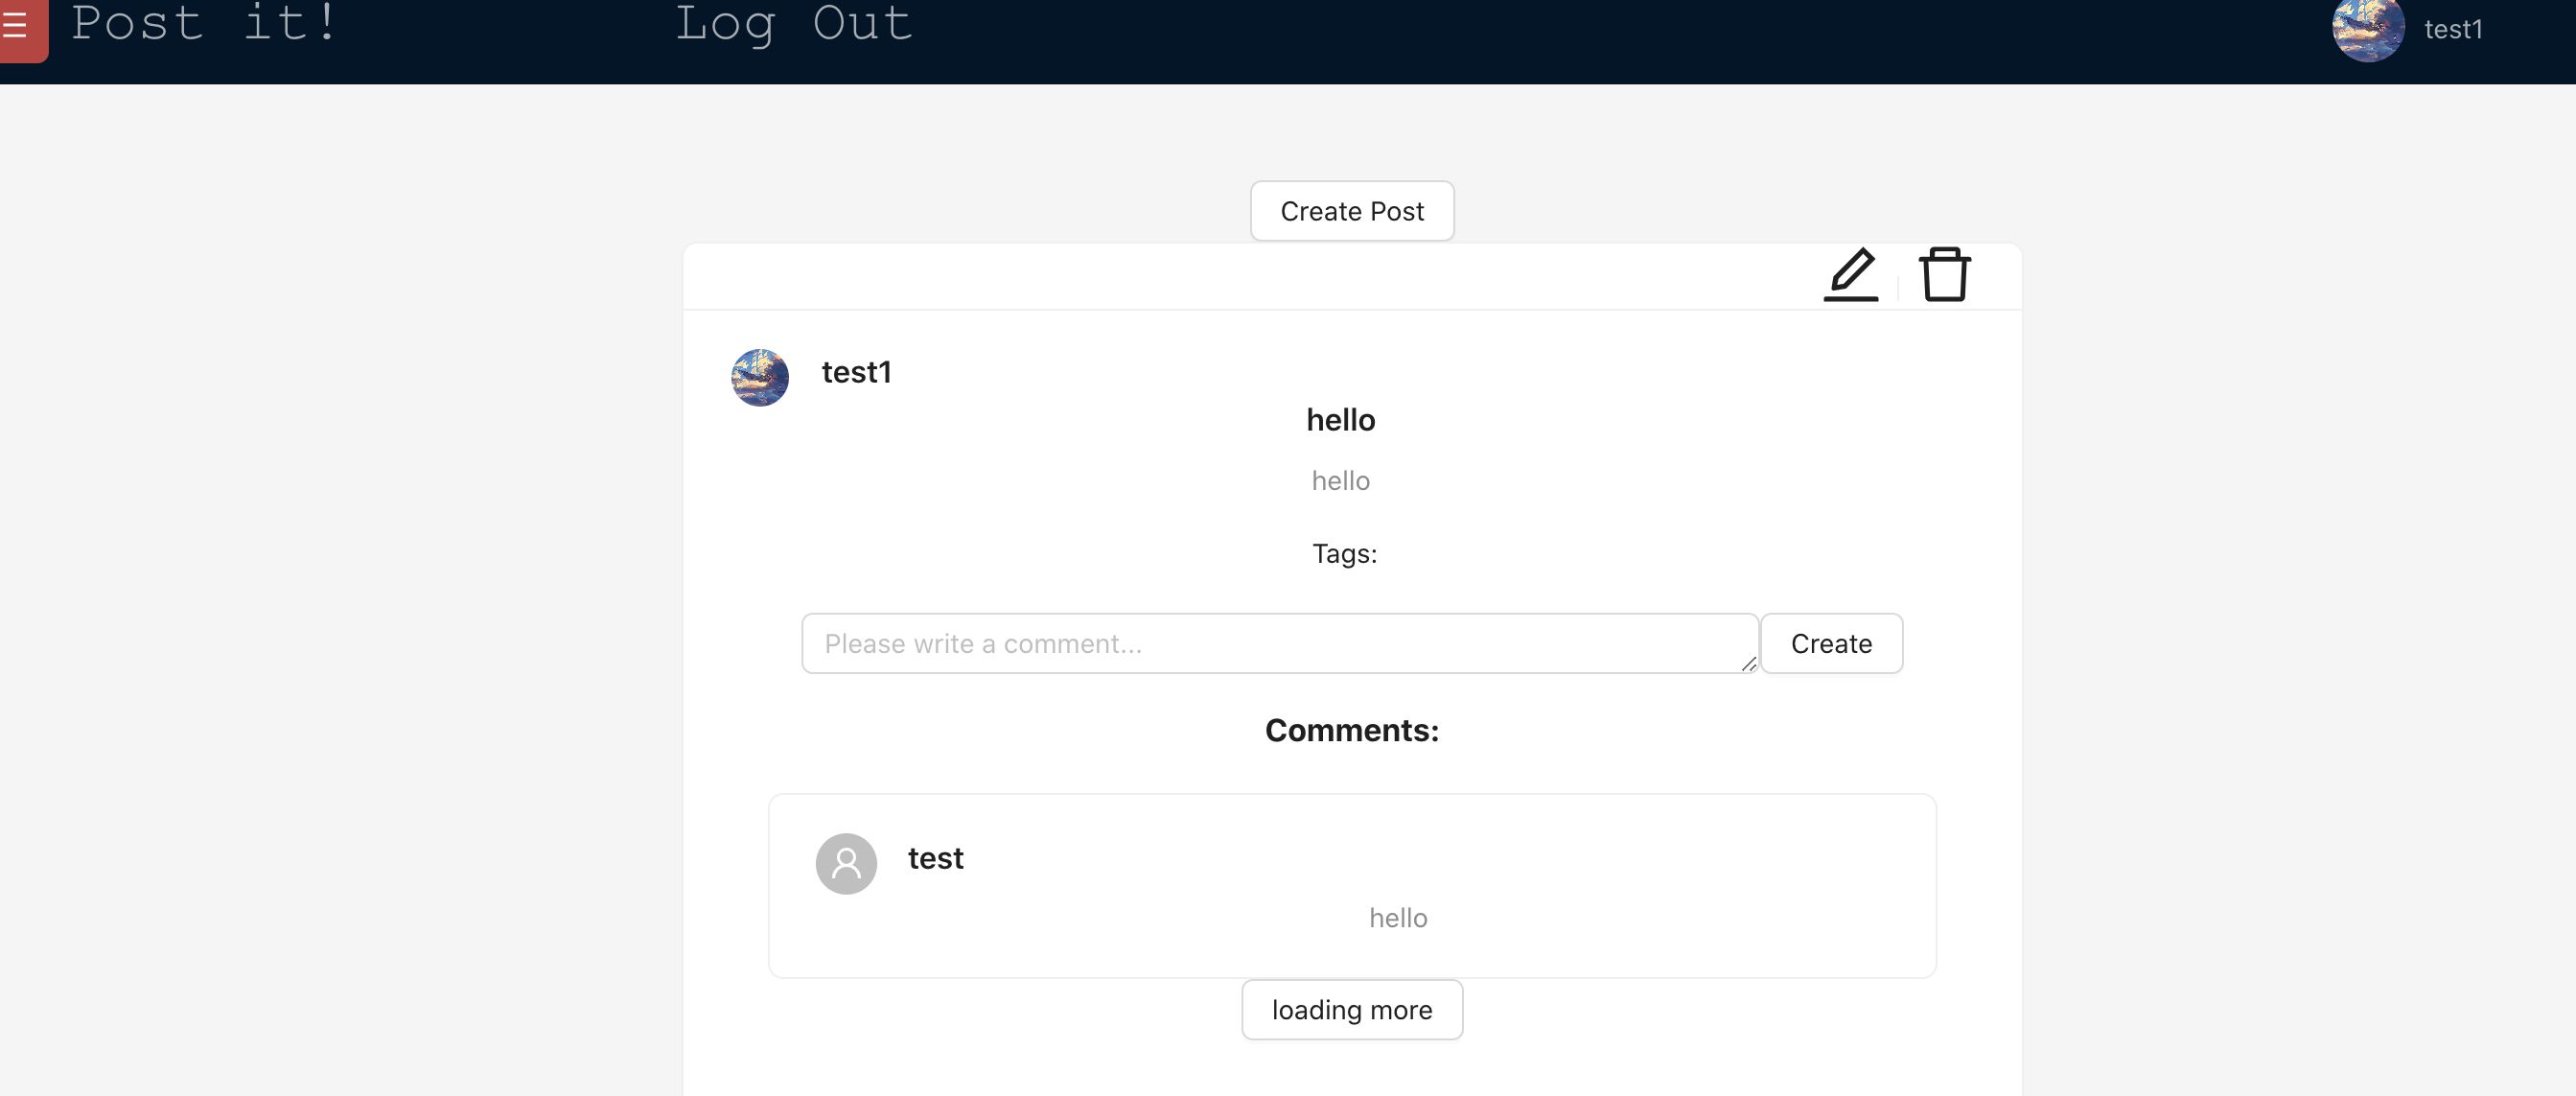 Post it!
Log Out
test1
Create Post
test1
hello
hello
Tags:
Please write a comment...
Create
Comments:
test
hello
loading more